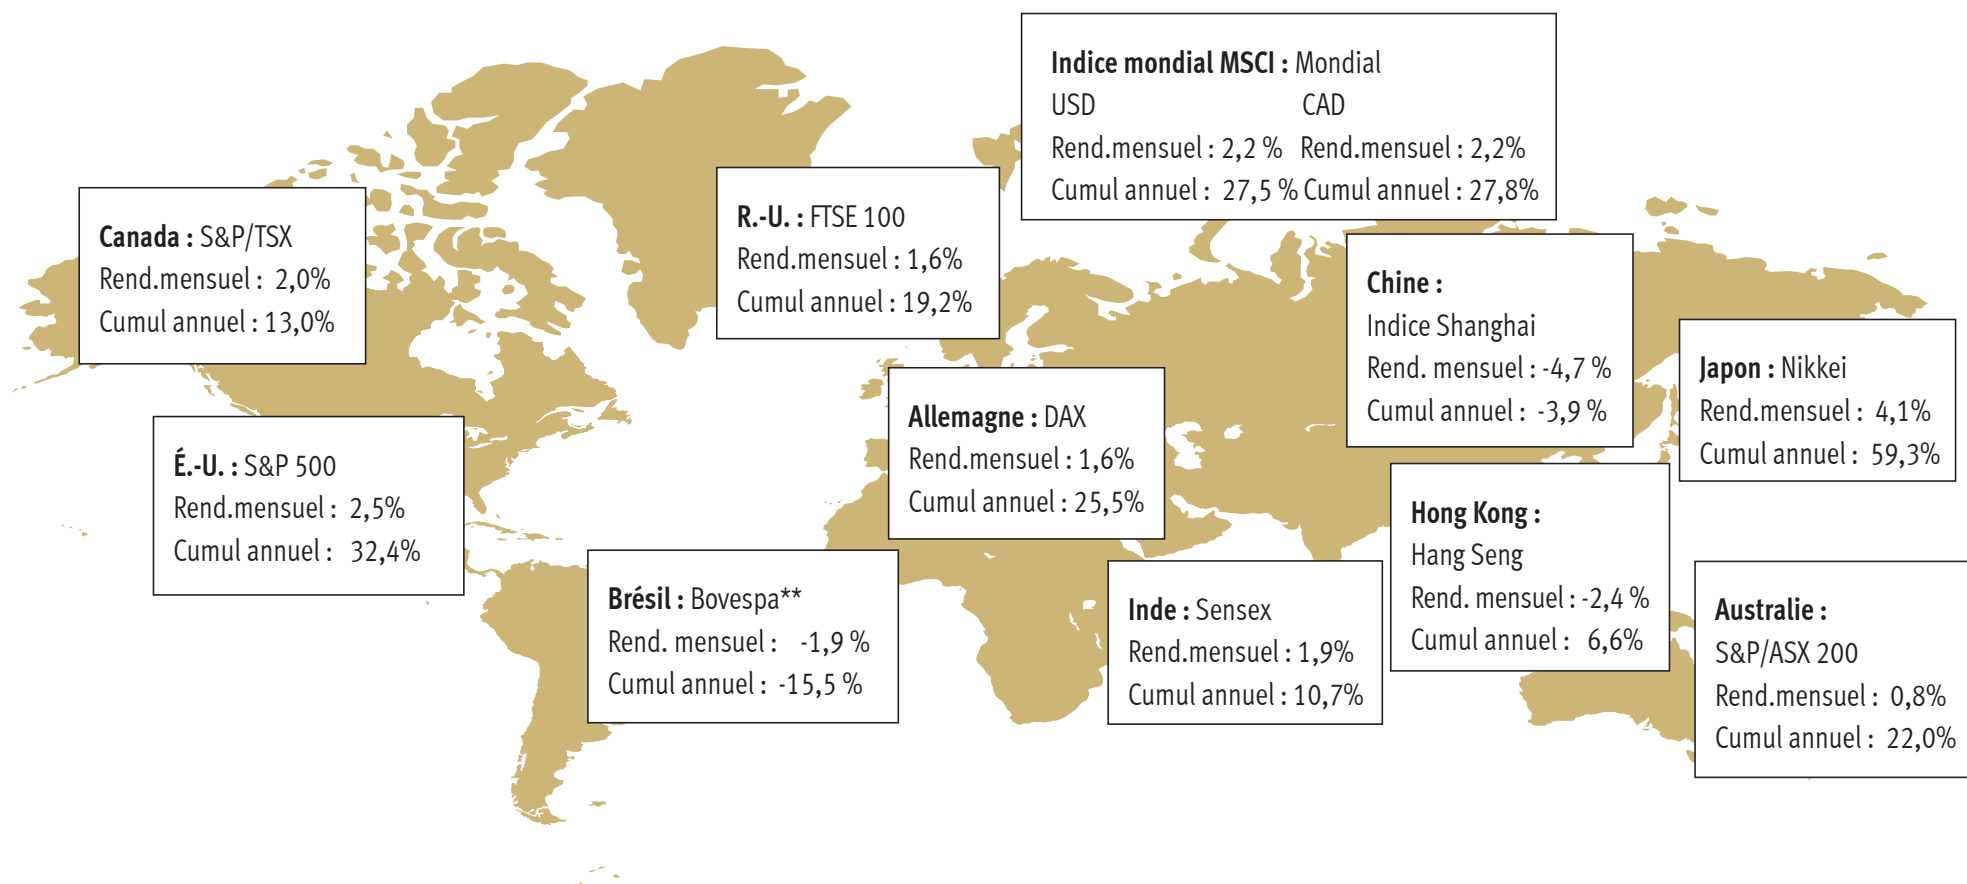 Indice mondial MSCI : Mondial
USD CAD
Rend.mensuel : 2,2 % Rend.mensuel : 2,2%
Cumul annuel : 27,5 % Cumul annuel : 27,8%
Canada : S&P/TSX
Rend.mensuel : 2,0%
Cumul annuel : 13,0%
R.-U. : FTSE 100
Rend.mensuel : 1,6%
Cumul annuel : 19,2%
Chine :
Indice Shanghai
Rend. mensuel : -4,7 %
Cumul annuel : -3,9 %
Japon : Nikkei
Rend.mensuel : 4,1%
Cumul annuel : 59,3%
É.-U. : S&P 500
Rend.mensuel : 2,5%
Cumul annuel : 32,4%
Allemagne : DAX
Rend.mensuel : 1,6%
Cumul annuel : 25,5%
Hong Kong :
Hang Seng
Rend. mensuel : -2,4 %
Cumul annuel : 6,6%
Brésil : Bovespa**
Rend. mensuel : -1,9 %
Cumul annuel : -15,5 %
Inde : Sensex
Rend.mensuel : 1,9%
Cumul annuel : 10,7%
Australie :
S&P/ASX 200
Rend.mensuel : 0,8%
Cumul annuel : 22,0%